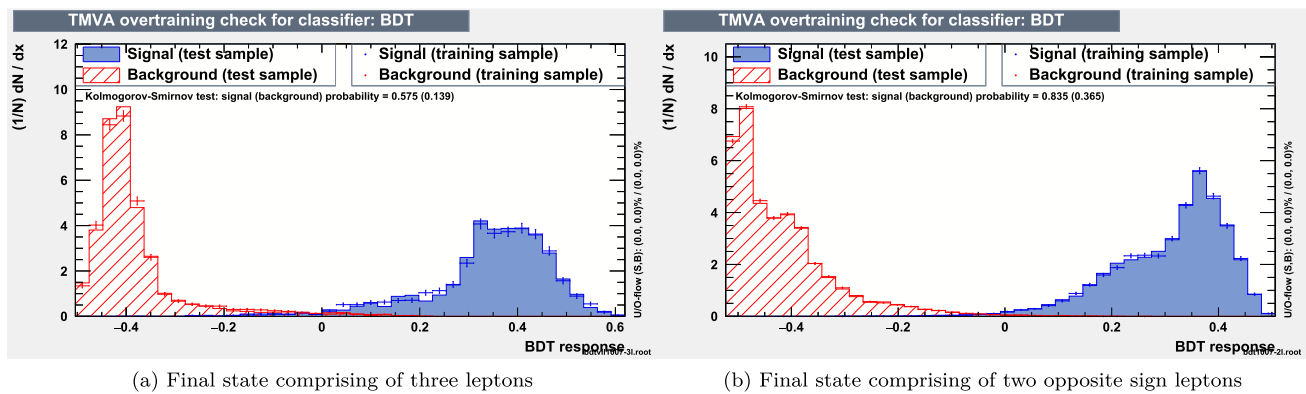 TMVA overtraining check for classifier: BDT
(1/N) dN / dx
12
10
8
6
4
2
0
Signal (test sample)
Background (test sample)
Signal (training sample)
Background (training sample)
Kolmogorov-Smirnov test: signal (background) probability = 0.575 (0.139)
U/O-flow (S,B): (0.0, 0.0)% / (0.0, 0.0)%
−0.4 −0.2 0 0.2 0.4 0.6
BDT response
(a) Final state comprising of three leptons
TMVA overtraining check for classifier: BDT
(1/N) dN / dx
10
8
6
4
2
0
Signal (test sample)
Background (test sample)
Signal (training sample)
Background (training sample)
Kolmogorov-Smirnov test: signal (background) probability = 0.835 (0.365)
U/O-flow (S,B): (0.0, 0.0)% / (0.0, 0.0)%
−0.4 −0.2 0 0.2 0.4
BDT response
bdt1007-2l.root
(b) Final state comprising of two opposite sign leptons